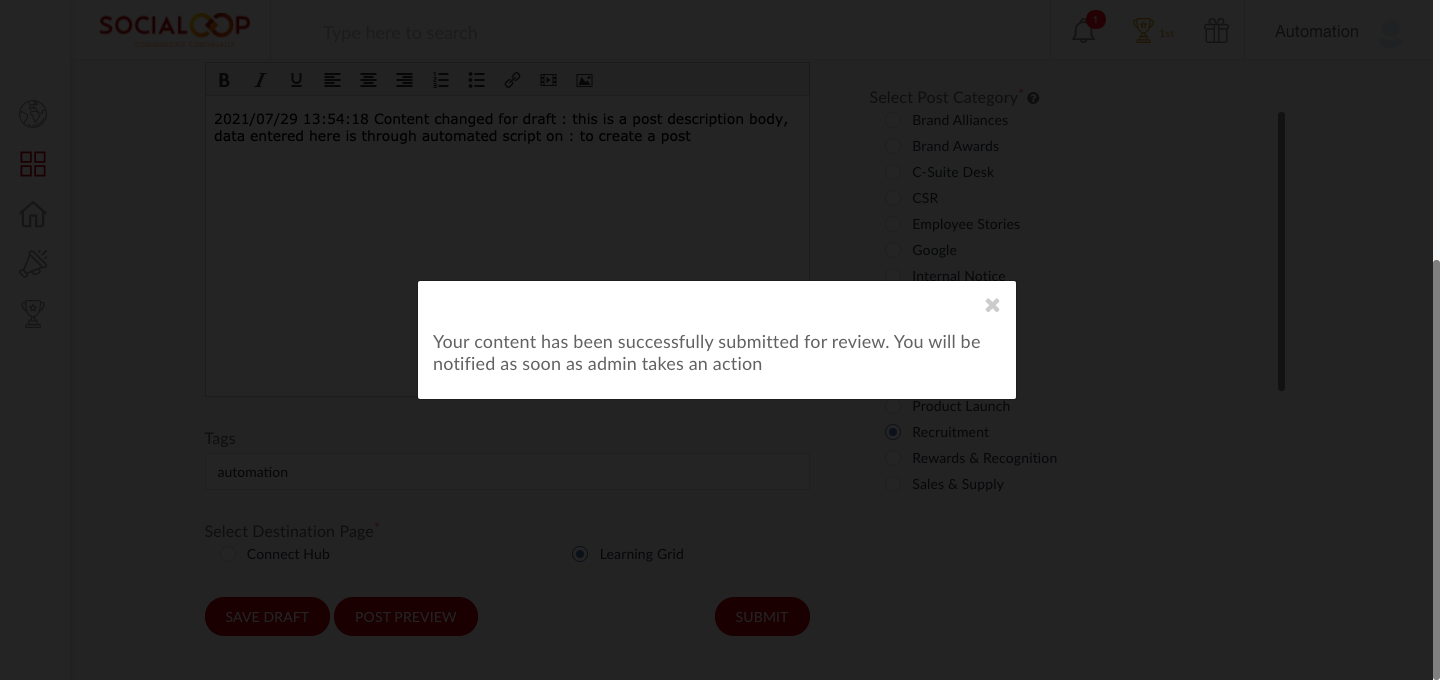 SOCIALOOP
Type here to search
1
1st
Automation
B I U
2021/07/29 13:54:18 Content changed for draft : this is a post description body,
data entered here is through automated script on : to create a post
Select Post Category*
Brand Alliances
Brand Awards
C-Suite Desk
CSR
Employee Stories
Google
Internal Notice
Your content has been successfully submitted for review. You will be
notified as soon as admin takes an action
Product Launch
Recruitment
Rewards & Recognition
Sales & Supply
Tags
automation
Select Destination Page*
Connect Hub
Learning Grid
SAVE DRAFT
POST PREVIEW
SUBMIT